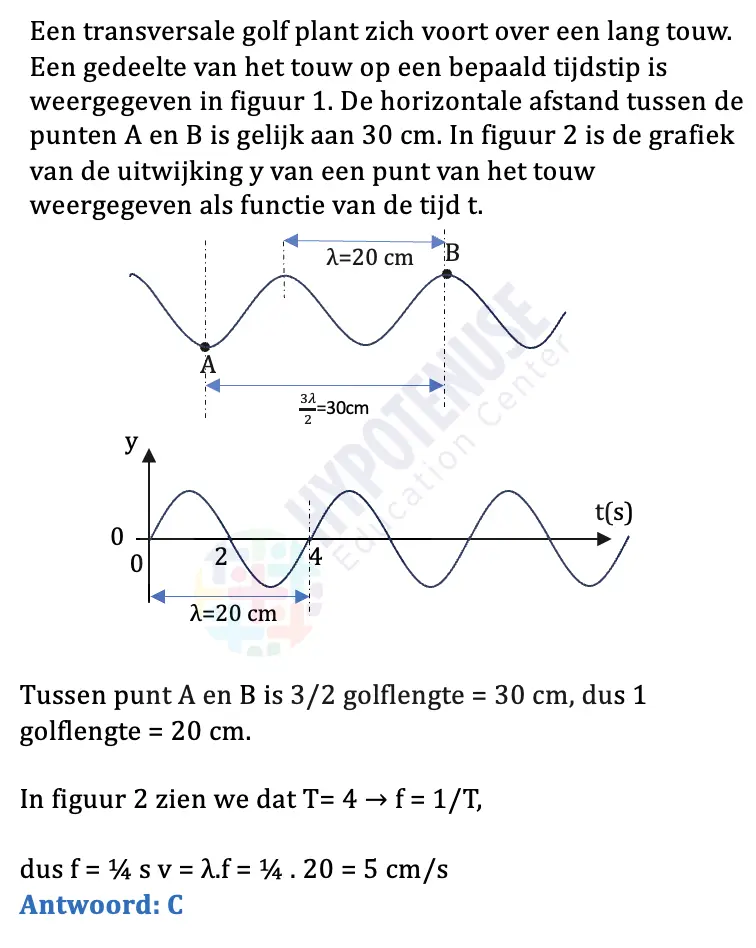 Een transversale golf plant zich voort over een lang touw.
Een gedeelte van het touw op een bepaald tijdstip is
weergegeven in figuur 1. De horizontale afstand tussen de
punten A en B is gelijk aan 30 cm. In figuur 2 is de grafiek
van de uitwijking y van een punt van het touw
weergegeven als functie van de tijd t.
B
λ=20 cm
A
3λ/2=30cm
HYPOTENUSE
Education Center
y
t(s)
0
0 2 4
λ=20 cm
Tussen punt A en B is 3/2 golflengte = 30 cm, dus 1
golflengte = 20 cm.
In figuur 2 zien we dat T= 4 → f = 1/T,
dus f = ¼ s v = λ.f = ¼ . 20 = 5 cm/s
Antwoord: C